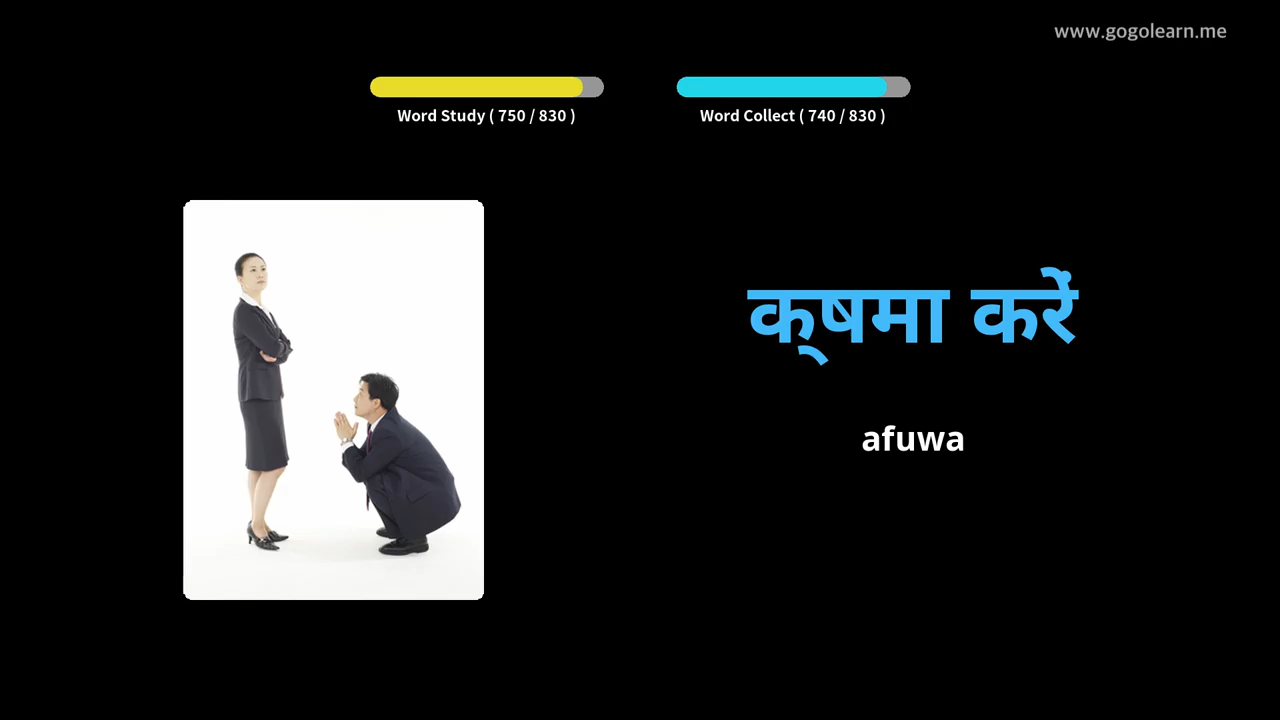 www.gogolearn.me
Word Study ( 750 / 830 )
Word Collect ( 740 / 830 )
क्षमा करें
afuwa